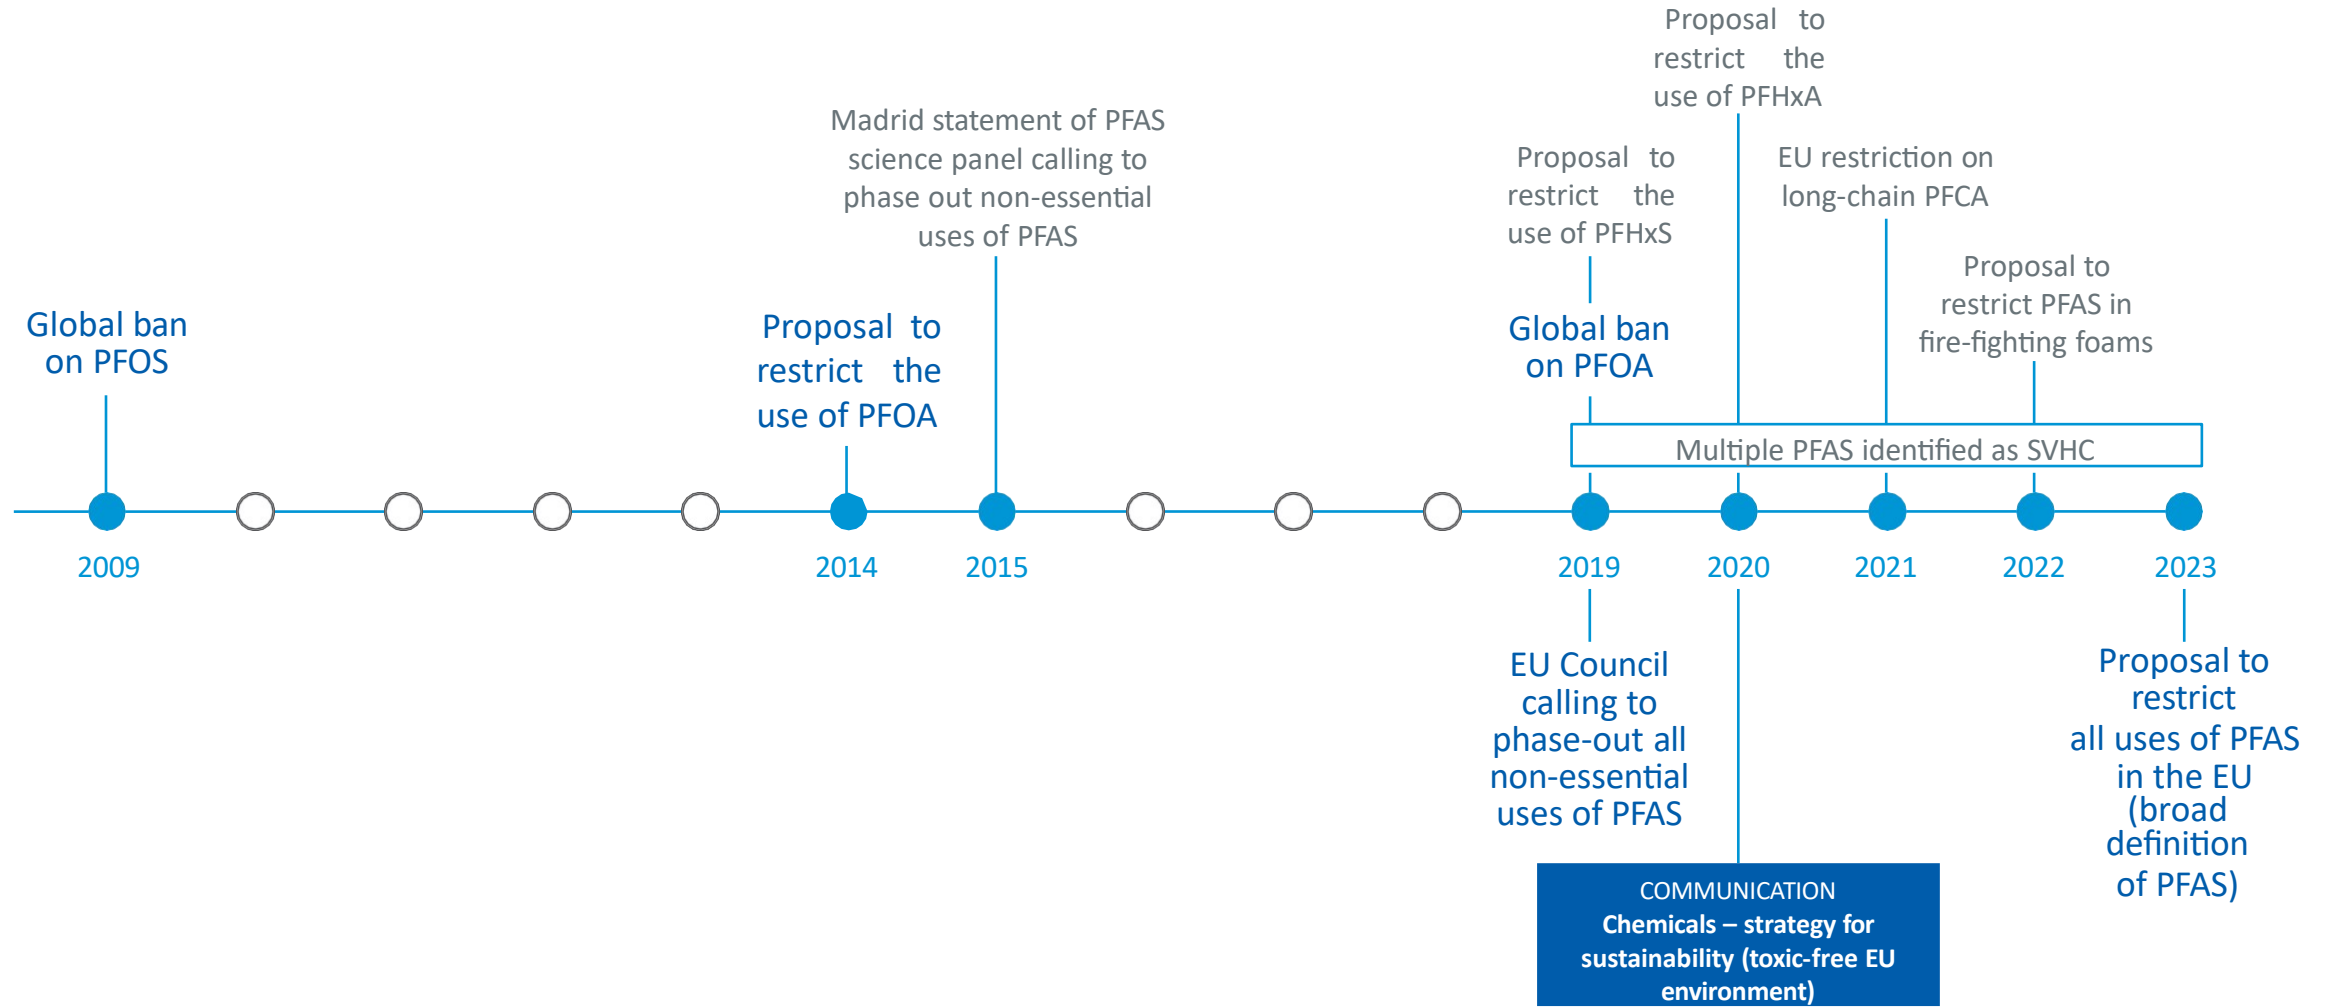 Proposal to
restrict the
use of PFHxA
Madrid statement of PFAS
science panel calling to
phase out non-essential
uses of PFAS
Proposal to
restrict the
use of PFHxS
EU restriction on
long-chain PFCA
Proposal to
restrict PFAS in
fire-fighting foams
Global ban
on PFOS
Proposal to
restrict the
use of PFOA
Global ban
on PFOA
Multiple PFAS identified as SVHC
2009
2014
2015
2019
2020
2021
2022
2023
EU Council
calling to
phase-out all
non-essential
uses of PFAS
Proposal to
restrict
all uses of PFAS
in the EU
(broad
definition
of PFAS)
COMMUNICATION
Chemicals – strategy for
sustainability (toxic-free EU
environment)